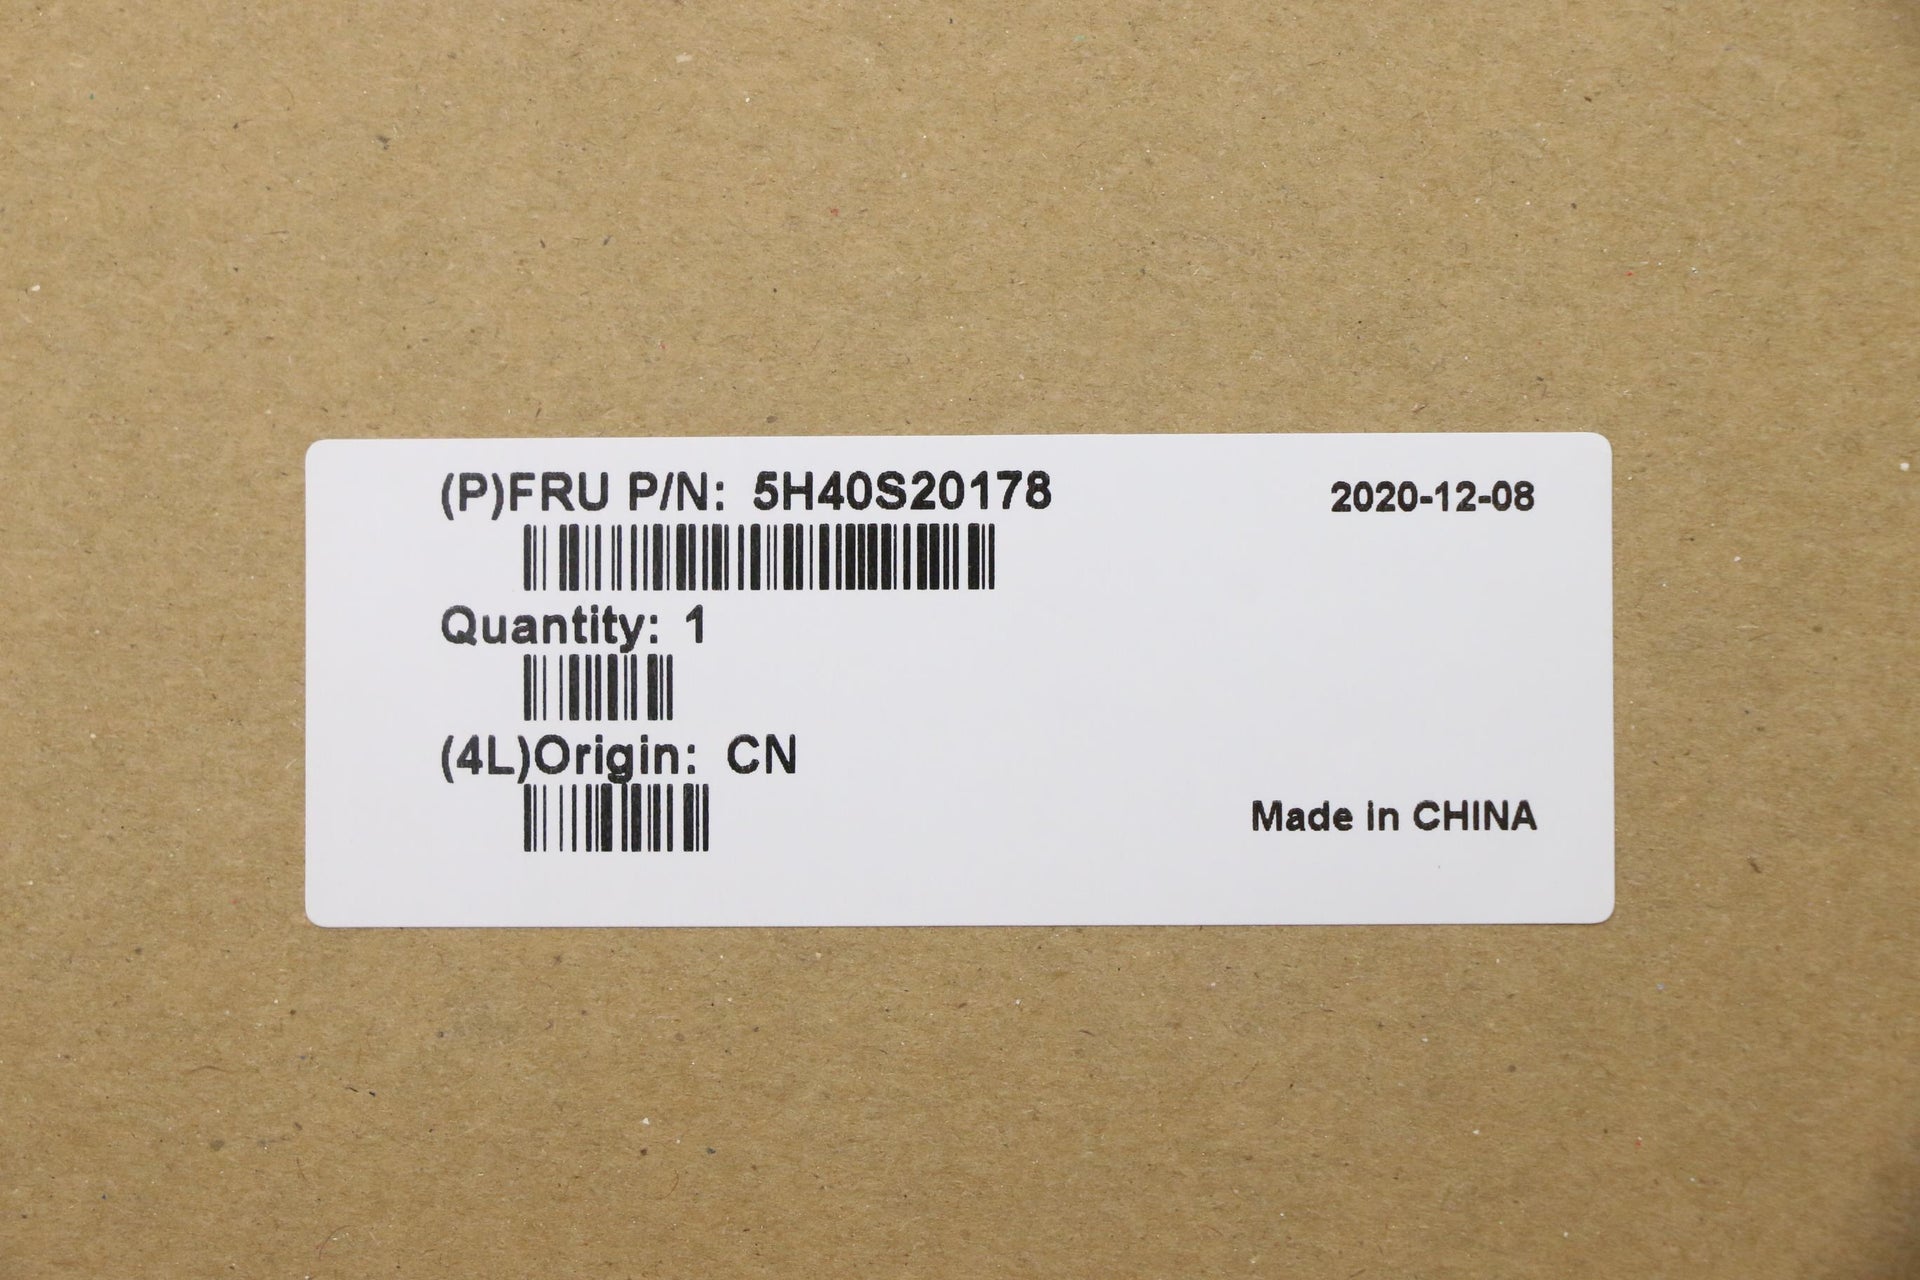 (P)FRU P/N: 5H40S20178
2020-12-08
Quantity: 1
(4L)Origin: CN
Made in CHINA